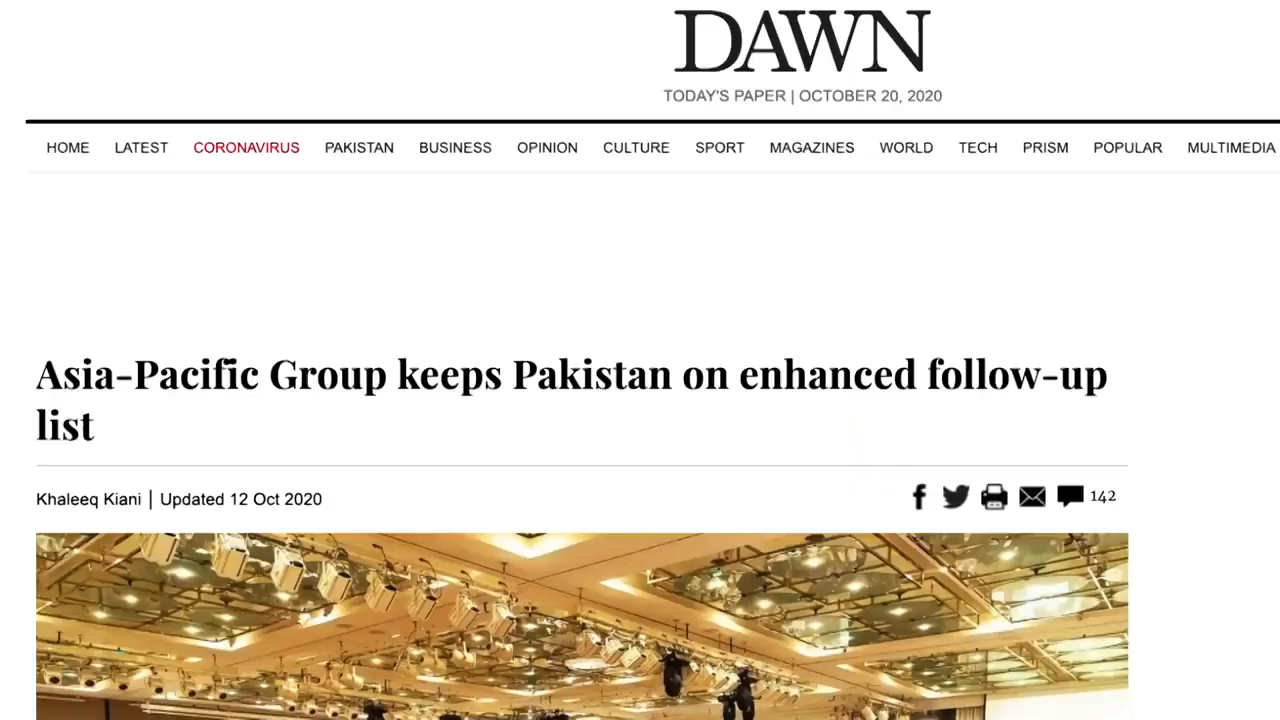 DAWN
TODAY'S PAPER | OCTOBER 20, 2020
HOME LATEST CORONAVIRUS PAKISTAN BUSINESS OPINION CULTURE SPORT MAGAZINES WORLD TECH PRISM POPULAR MULTIMEDIA
Asia-Pacific Group keeps Pakistan on enhanced follow-up
list
Khaleeq Kiani | Updated 12 Oct 2020
142